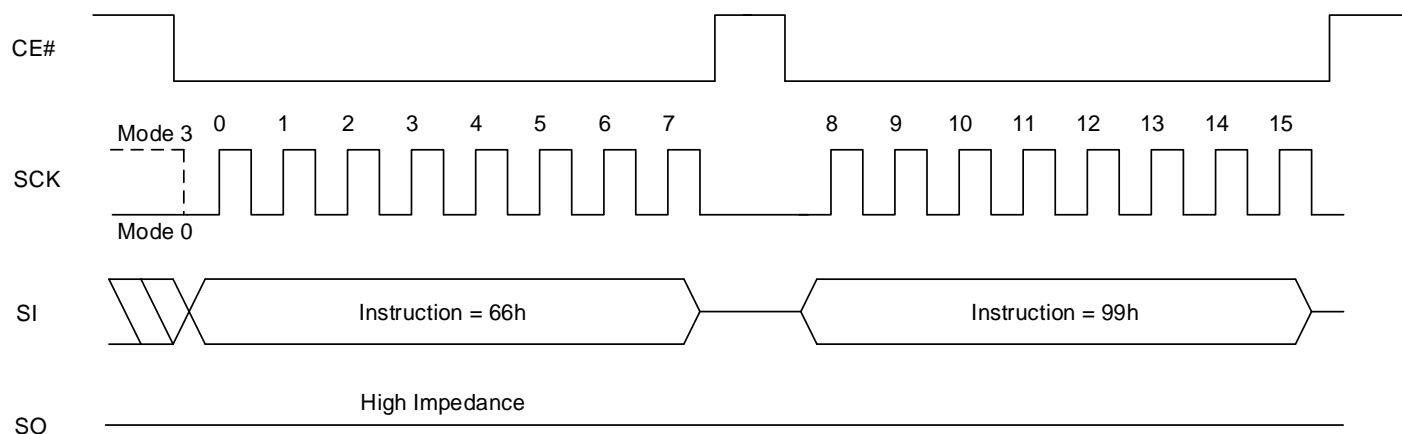 CE#
Mode 3
0 1 2 3 4 5 6 7 8 9 10 11 12 13 14 15
SCK
Mode 0
SI
Instruction = 66h
Instruction = 99h
High Impedance
SO